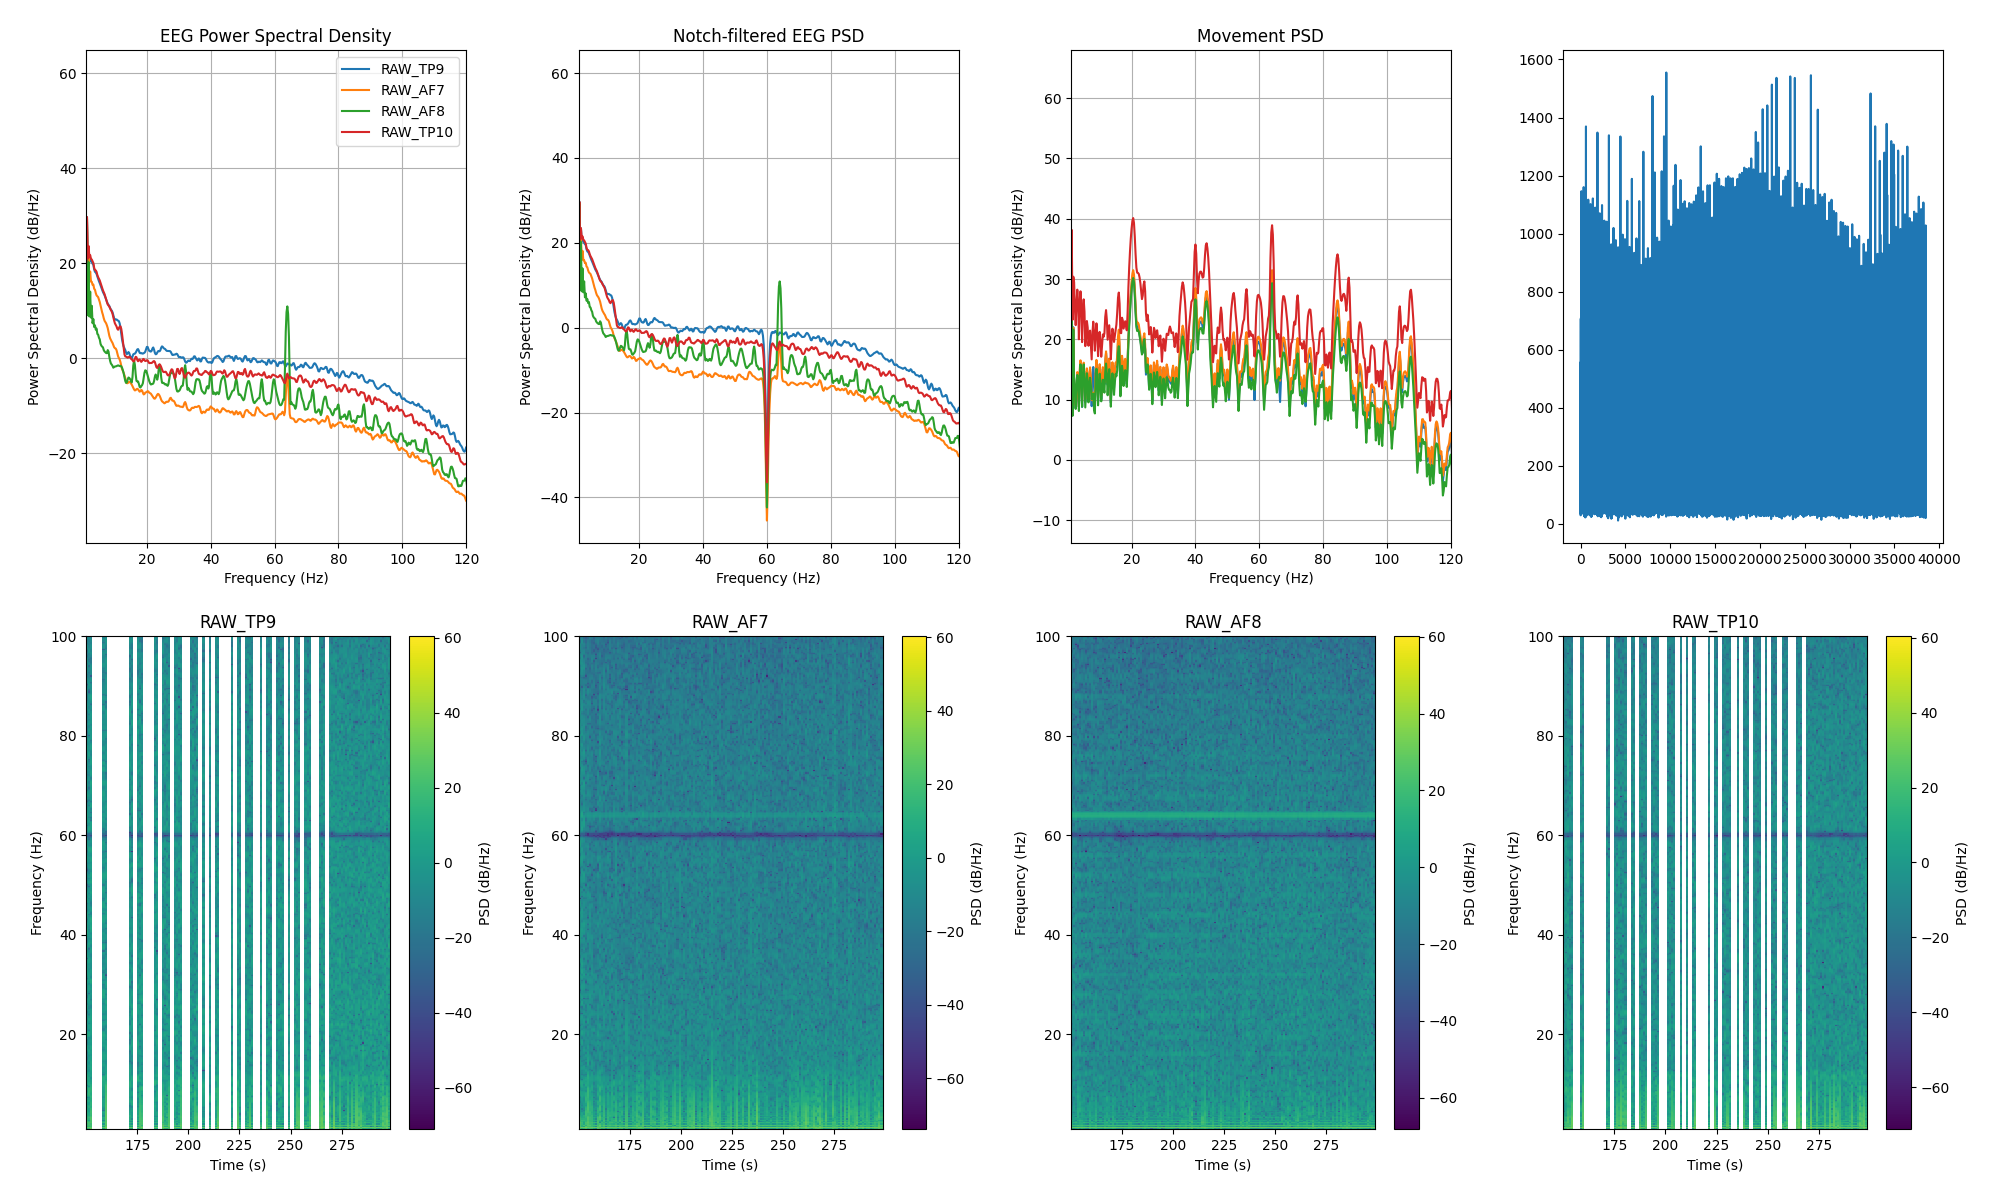 EEG Power Spectral Density
Power Spectral Density (dB/Hz)
60
40
20
0
−20
RAW_TP9
RAW_AF7
RAW_AF8
RAW_TP10
20 40 60 80 100 120
Frequency (Hz)
Notch-filtered EEG PSD
Power Spectral Density (dB/Hz)
60
40
20
0
−20
−40
20 40 60 80 100 120
Frequency (Hz)
Movement PSD
Power Spectral Density (dB/Hz)
60
50
40
30
20
10
0
−10
20 40 60 80 100 120
Frequency (Hz)
1600
1400
1200
1000
800
600
400
200
0
0 5000 10000 15000 20000 25000 30000 35000 40000
RAW_TP9
Frequency (Hz)
100
80
60
40
20
175 200 225 250 275
Time (s)
60
40
20
0
−20
−40
−60
PSD (dB/Hz)
RAW_AF7
Frequency (Hz)
100
80
60
40
20
175 200 225 250 275
Time (s)
60
40
20
0
−20
−40
−60
PSD (dB/Hz)
RAW_AF8
Frequency (Hz)
100
80
60
40
20
175 200 225 250 275
Time (s)
60
40
20
0
−20
−40
−60
PSD (dB/Hz)
RAW_TP10
Frequency (Hz)
100
80
60
40
20
175 200 225 250 275
Time (s)
60
40
20
0
−20
−40
−60
PSD (dB/Hz)